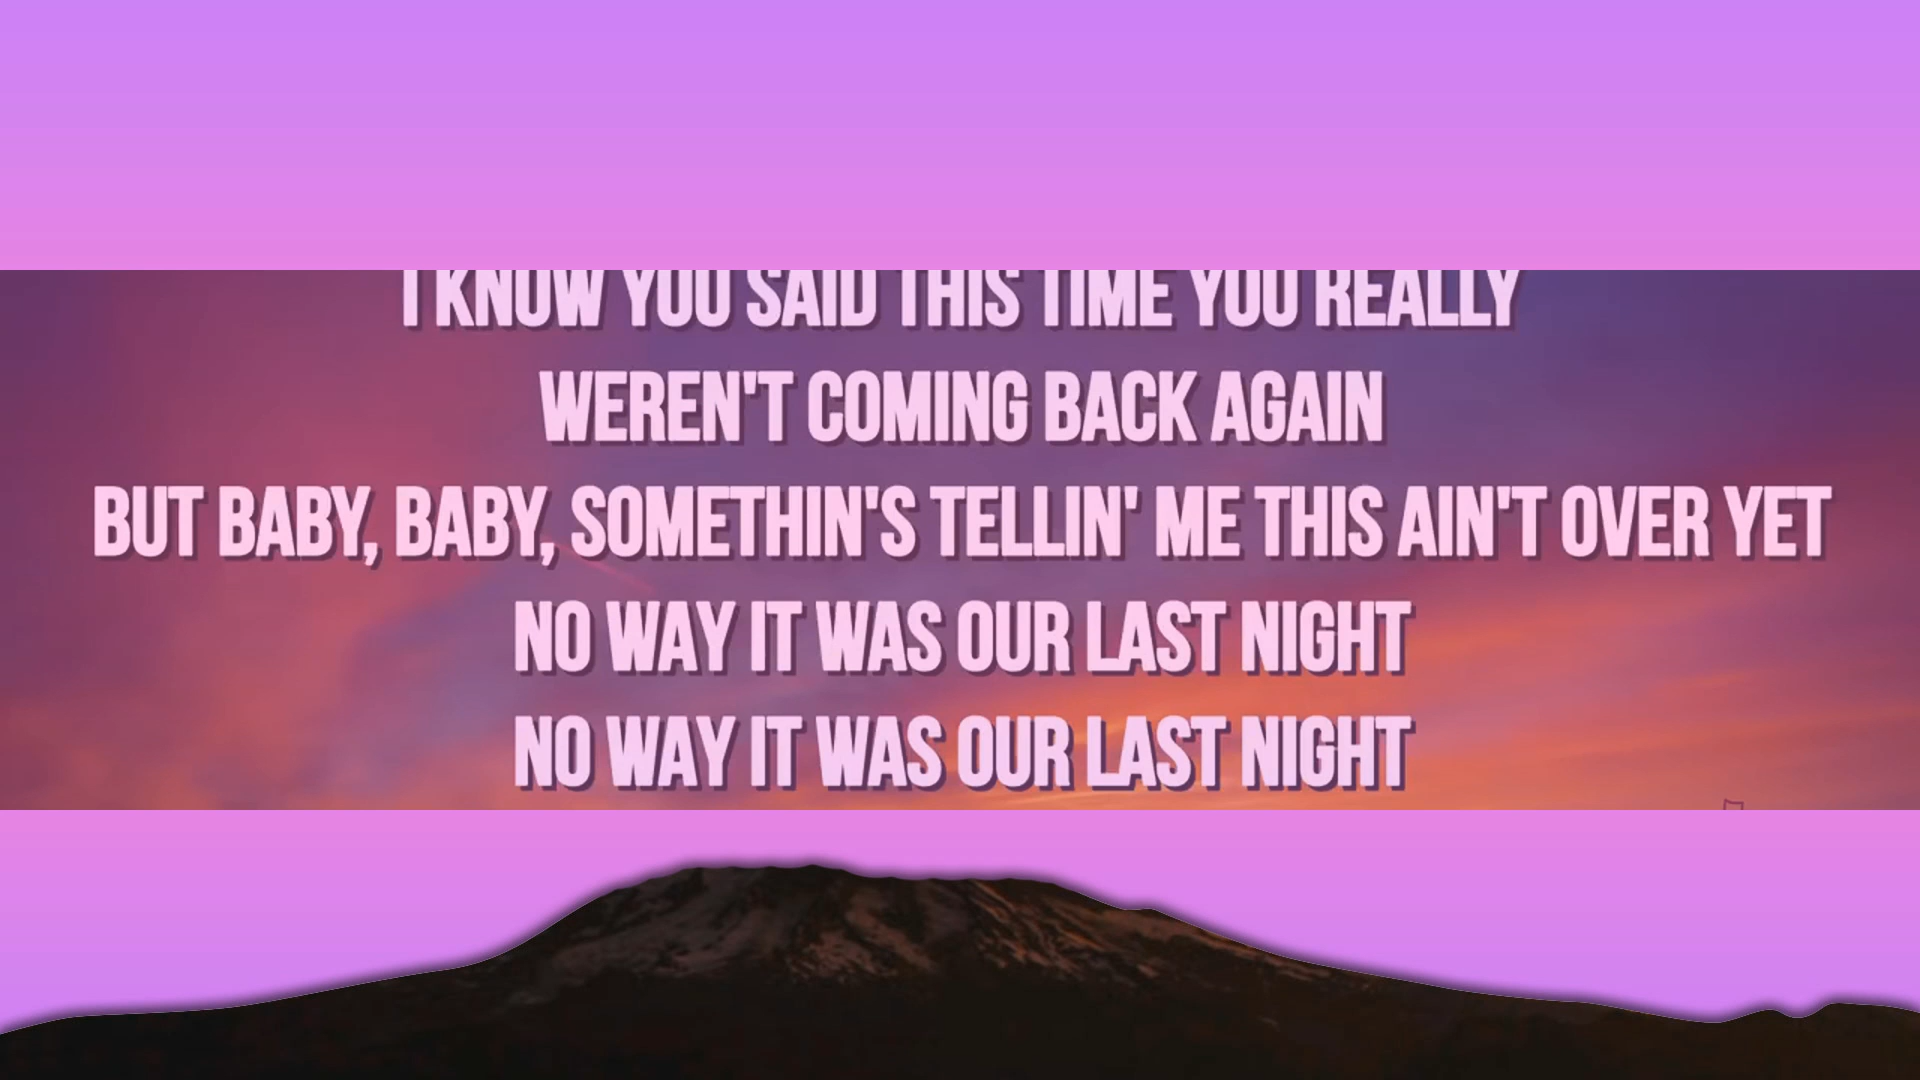 I KNOW YOU SAID THIS TIME YOU REALLY
WEREN'T COMING BACK AGAIN
BUT BABY, BABY, SOMETHIN'S TELLIN' ME THIS AIN'T OVER YET
NO WAY IT WAS OUR LAST NIGHT
NO WAY IT WAS OUR LAST NIGHT